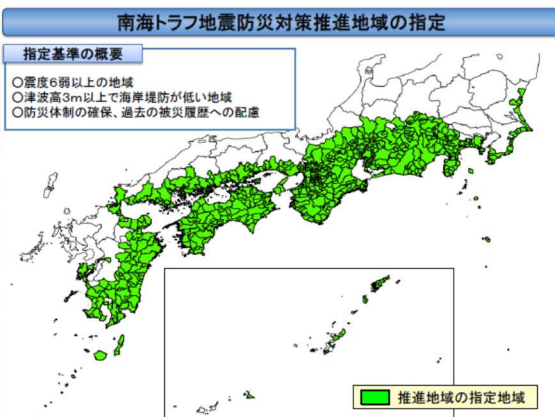 南海トラフ地震防災対策推進地域の指定
指定基準の概要
○震度6弱以上の地域
○津波高3m以上で海岸堤防が低い地域
○防災体制の確保、過去の被災履歴への配慮
推進地域の指定地域